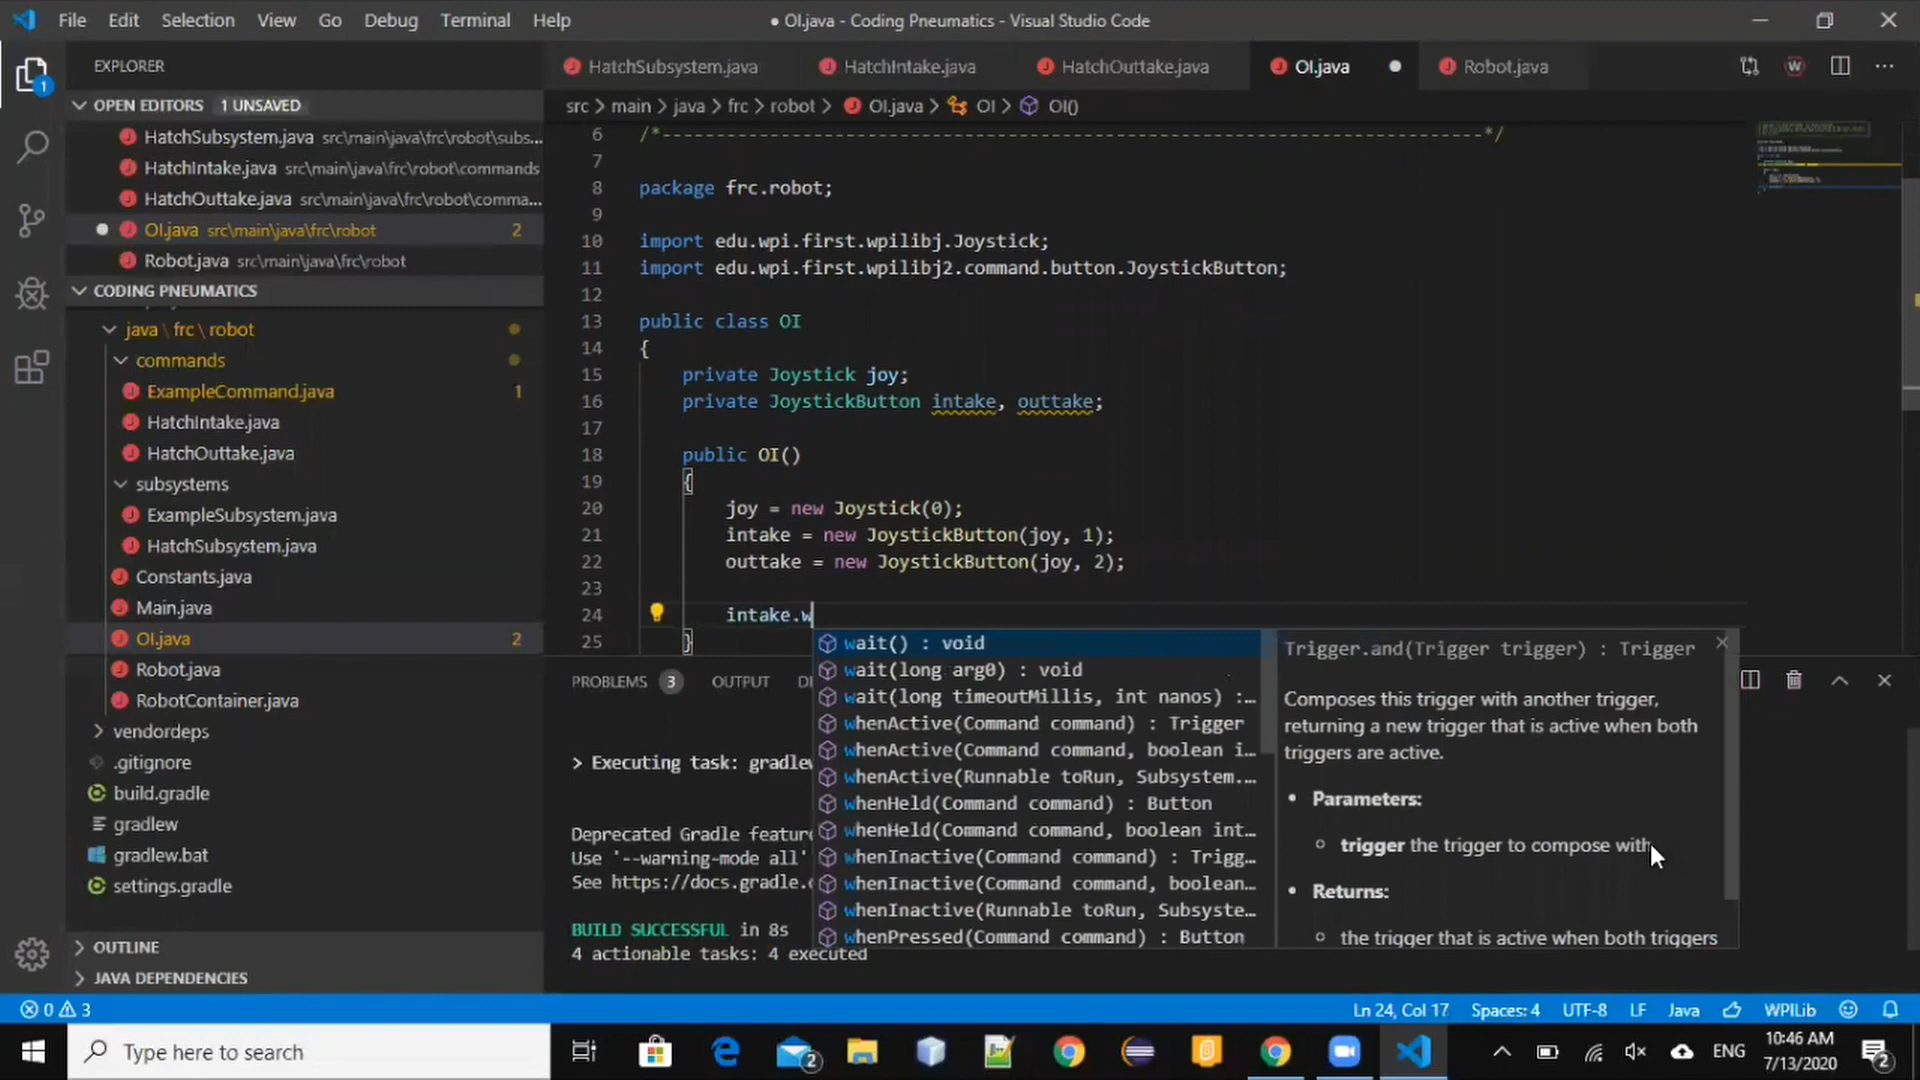 File Edit Selection View Go Debug Terminal Help
● OI.java - Coding Pneumatics - Visual Studio Code
EXPLORER
OPEN EDITORS 1 UNSAVED
HatchSubsystem.java src\main\java\frc\robot\subs...
HatchIntake.java src\main\java\frc\robot\commands
HatchOuttake.java src\main\java\frc\robot\comma...
OI.java src\main\java\frc\robot 2
Robot.java src\main\java\frc\robot
CODING PNEUMATICS
java \ frc \ robot
commands
ExampleCommand.java 1
HatchIntake.java
HatchOuttake.java
subsystems
ExampleSubsystem.java
HatchSubsystem.java
Constants.java
Main.java
OI.java 2
Robot.java
RobotContainer.java
vendordeps
.gitignore
build.gradle
gradlew
gradlew.bat
settings.gradle
OUTLINE
JAVA DEPENDENCIES
HatchSubsystem.java HatchIntake.java HatchOuttake.java OI.java Robot.java
src > main > java > frc > robot > OI.java > OI > OI()
6 /*----------------------------------------------------------------------------*/
7
8 package frc.robot;
9
10 import edu.wpi.first.wpilibj.Joystick;
11 import edu.wpi.first.wpilibj2.command.button.JoystickButton;
12
13 public class OI
14 {
15 private Joystick joy;
16 private JoystickButton intake, outtake;
17
18 public OI()
19 {
20 joy = new Joystick(0);
21 intake = new JoystickButton(joy, 1);
22 outtake = new JoystickButton(joy, 2);
23
24 intake.w
25 }
wait() : void
wait(long arg0) : void
wait(long timeoutMillis, int nanos) :...
whenActive(Command command) : Trigger
whenActive(Command command, boolean i...
whenActive(Runnable toRun, Subsystem...
whenHeld(Command command) : Button
whenHeld(Command command, boolean int...
whenInactive(Command command) : Trigg...
whenInactive(Command command, boolean...
whenInactive(Runnable toRun, Subsyste...
whenPressed(Command command) : Button
Trigger.and(Trigger trigger) : Trigger
Composes this trigger with another trigger,
returning a new trigger that is active when both
triggers are active.
• Parameters:
○ trigger the trigger to compose with
• Returns:
○ the trigger that is active when both triggers
PROBLEMS 3 OUTPUT
> Executing task: gradlew
Deprecated Gradle feature
Use '--warning-mode all'
See https://docs.gradle.
BUILD SUCCESSFUL in 8s
4 actionable tasks: 4 executed
0 3
Ln 24, Col 17 Spaces: 4 UTF-8 LF Java WPILib
Type here to search
2
ENG
10:46 AM
7/13/2020
2